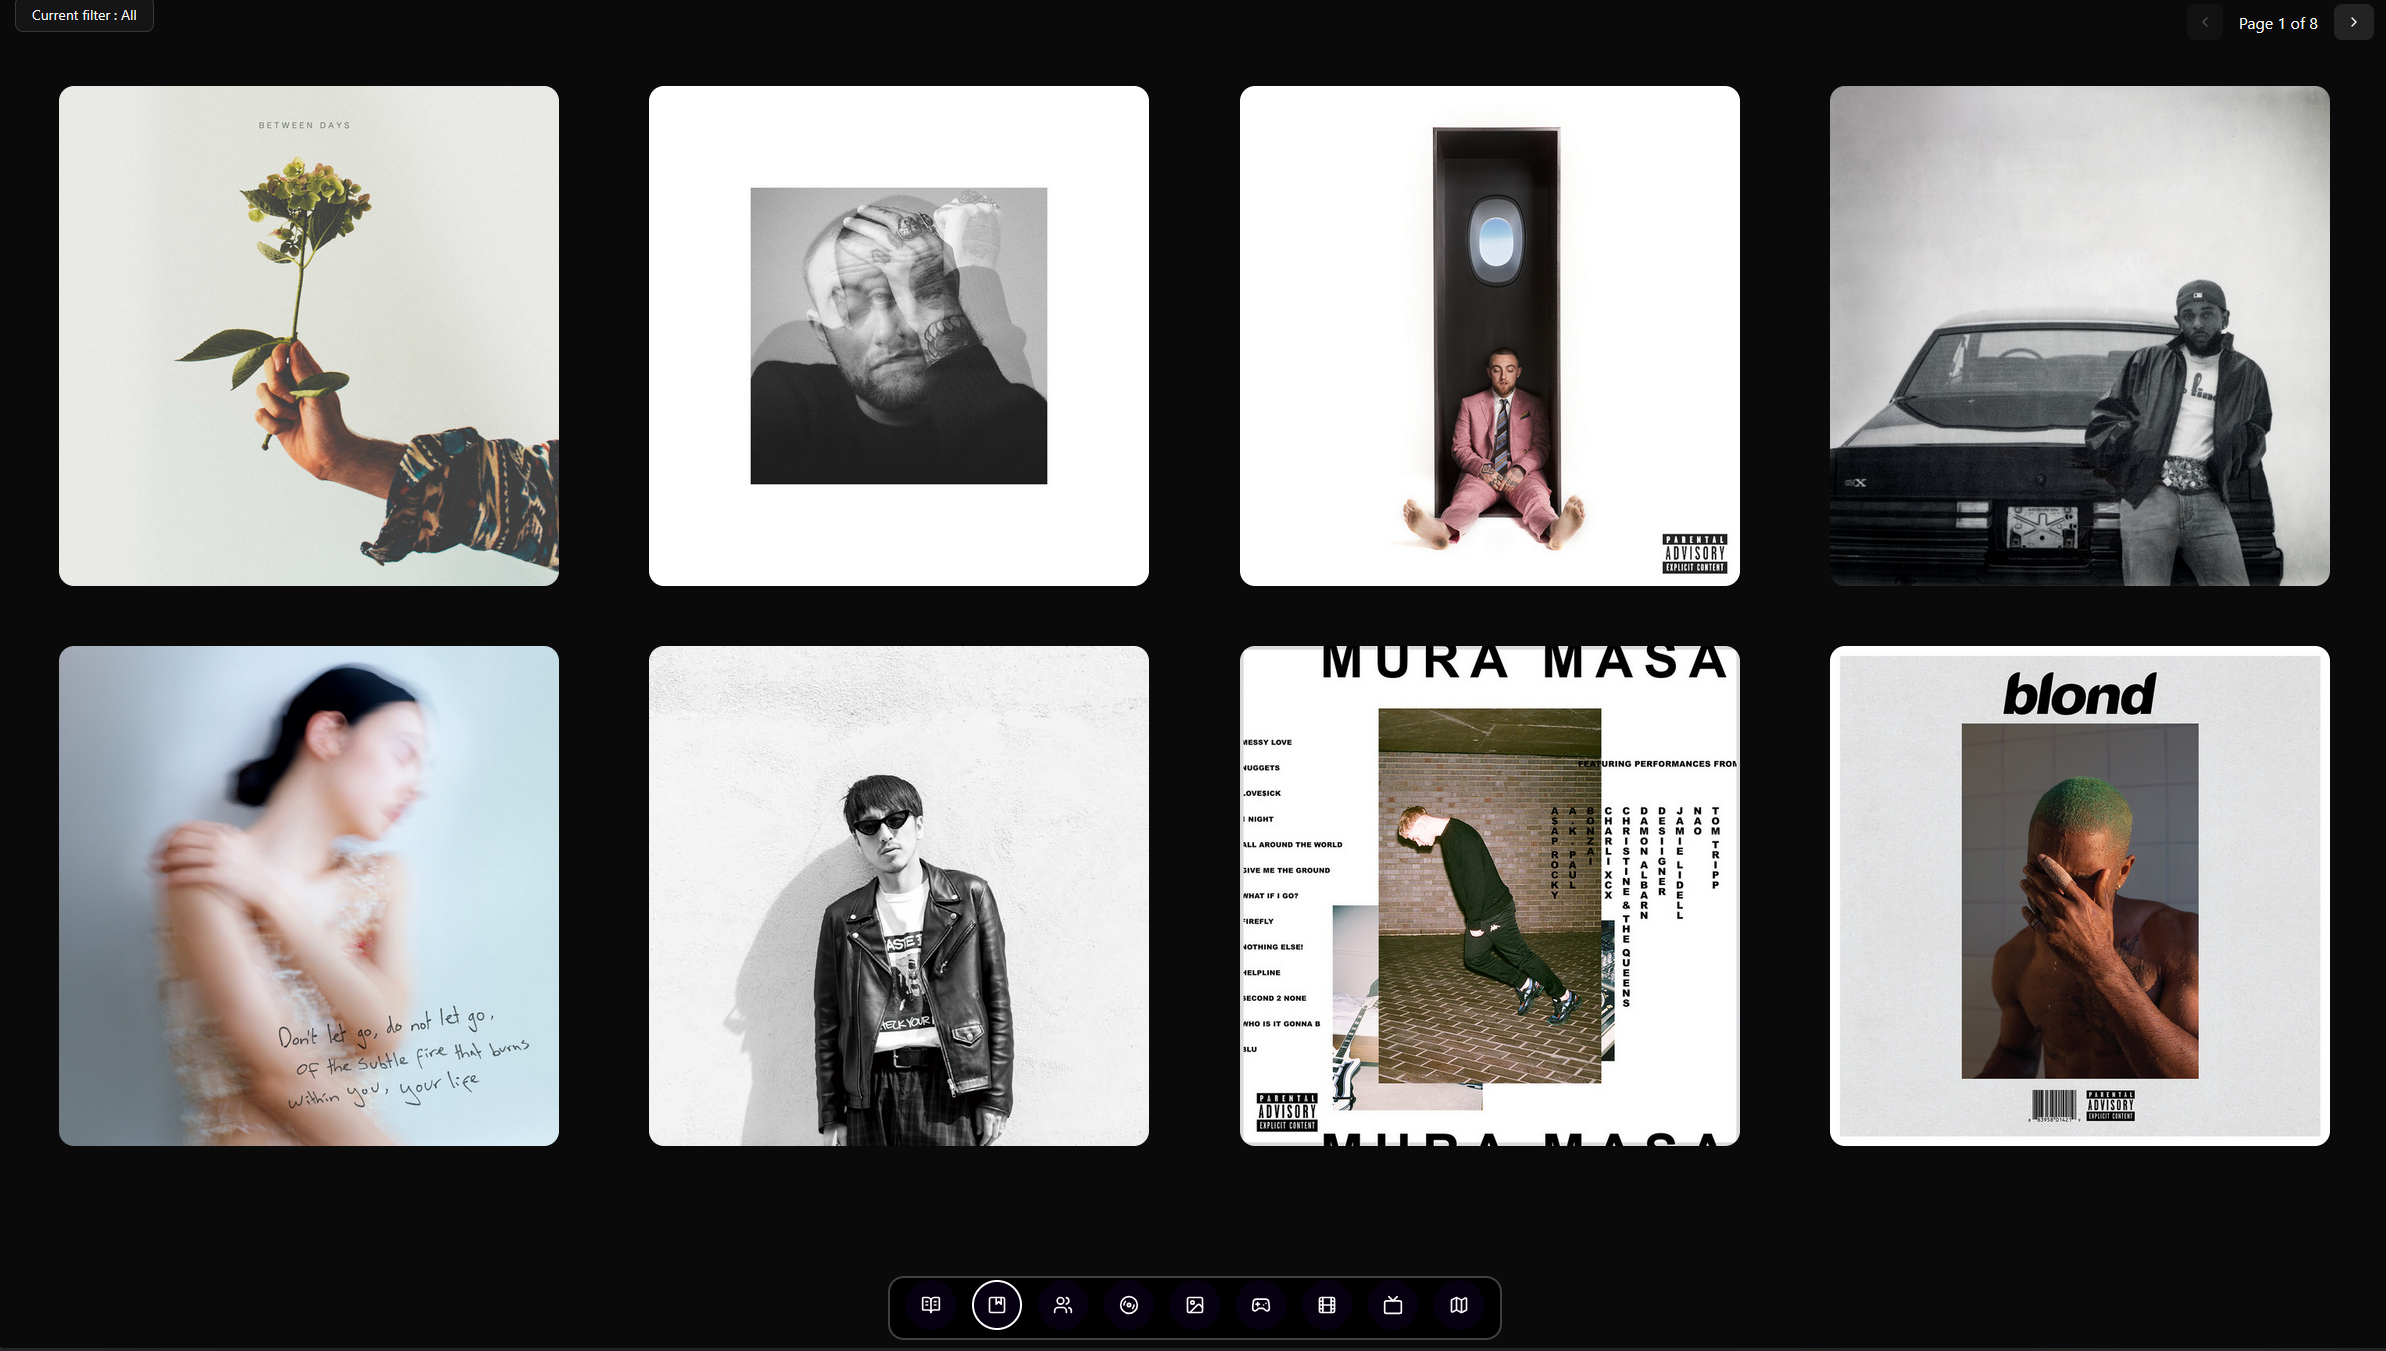 Current filter : All
Page 1 of 8
BETWEEN DAYS
PARENTAL
ADVISORY
EXPLICIT CONTENT
GNX
Don't let go, do not let go,
of the subtle fire that burns
within you, your life
MURA MASA
MESSY LOVE
NUGGETS
LOVE$ICK
1 NIGHT
ALL AROUND THE WORLD
GIVE ME THE GROUND
WHAT IF I GO?
FIREFLY
NOTHING ELSE!
HELPLINE
SECOND 2 NONE
WHO IS IT GONNA B
BLU
FEATURING PERFORMANCES FROM
A$AP ROCKY
A.K. PAUL
BONZAI
CHARLI XCX
CHRISTINE & THE QUEENS
DAMON ALBARN
DESIIGNER
JAMIE LIDELL
NAO
TOM TRIPP
PARENTAL
ADVISORY
EXPLICIT CONTENT
MURA MASA
blond
PARENTAL
ADVISORY
EXPLICIT CONTENT